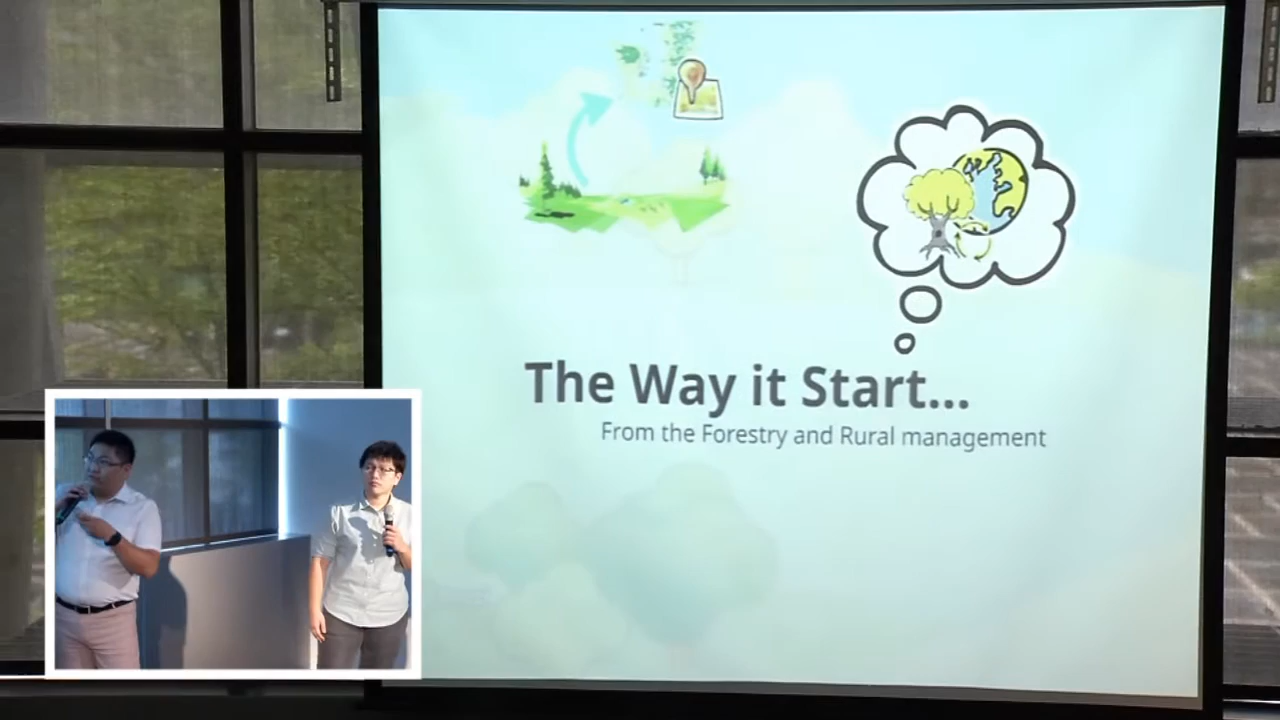 The Way it Start...
From the Forestry and Rural management